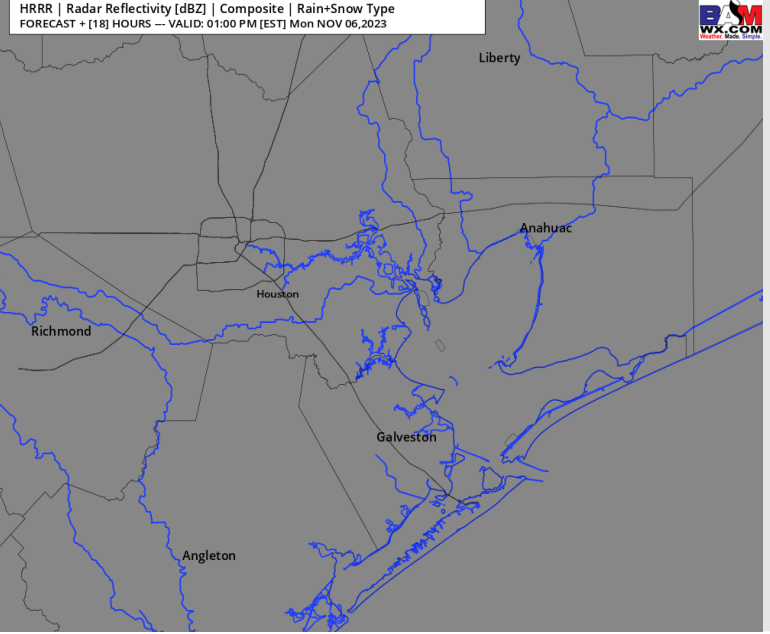 HRRR | Radar Reflectivity [dBZ] | Composite | Rain+Snow Type
FORECAST + [18] HOURS --- VALID: 01:00 PM [EST] Mon NOV 06,2023
BAM
WX.COM
Weather. Made. Simple.
Liberty
Anahuac
Houston
Richmond
Galveston
Angleton